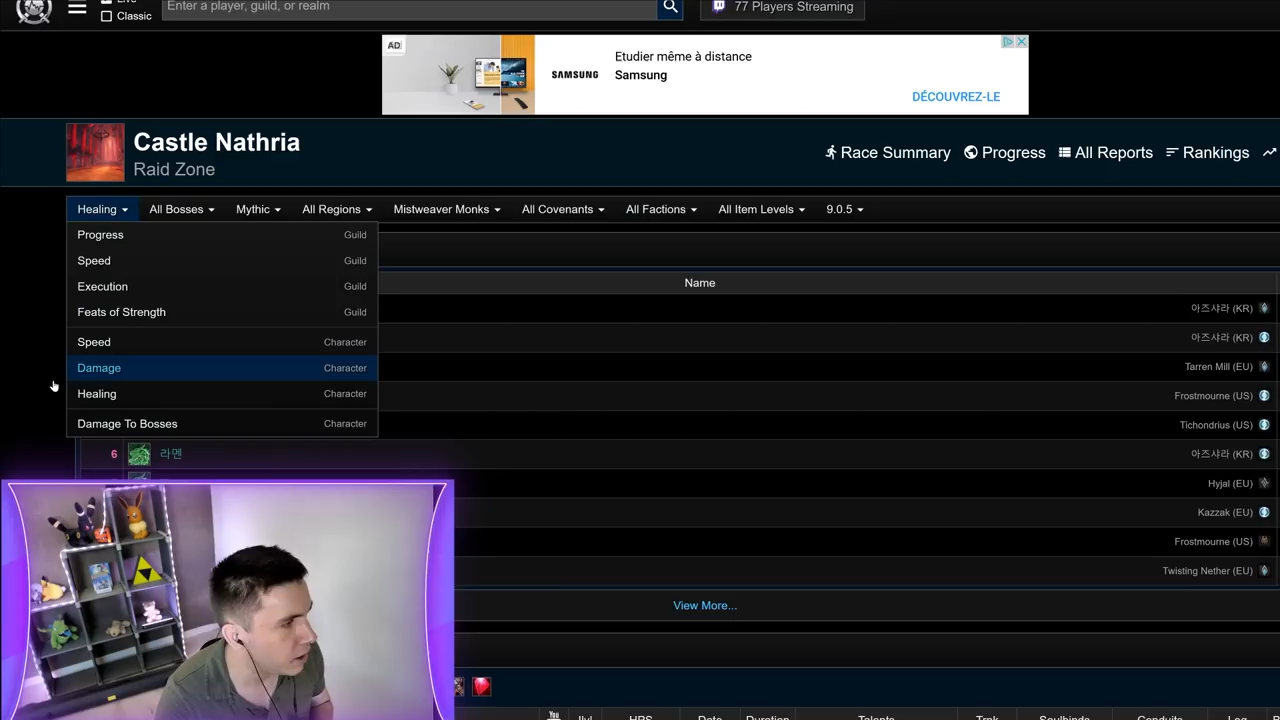 Live
Classic
Enter a player, guild, or realm
77 Players Streaming
AD
SAMSUNG
Etudier même à distance
Samsung
DÉCOUVREZ-LE
Castle Nathria
Raid Zone
Race Summary
Progress
All Reports
Rankings
Healing
All Bosses
Mythic
All Regions
Mistweaver Monks
All Covenants
All Factions
All Item Levels
9.0.5
Progress Guild
Speed Guild
Execution Guild
Feats of Strength Guild
Speed Character
Damage Character
Healing Character
Damage To Bosses Character
Name
아즈샤라 (KR)
아즈샤라 (KR)
Tarren Mill (EU)
Frostmourne (US)
Tichondrius (US)
6 라멘 아즈샤라 (KR)
Hyjal (EU)
Kazzak (EU)
Frostmourne (US)
Twisting Nether (EU)
View More...
You Ilvl HPS Date Duration Talents Trnk Soulbinds Conduits Log